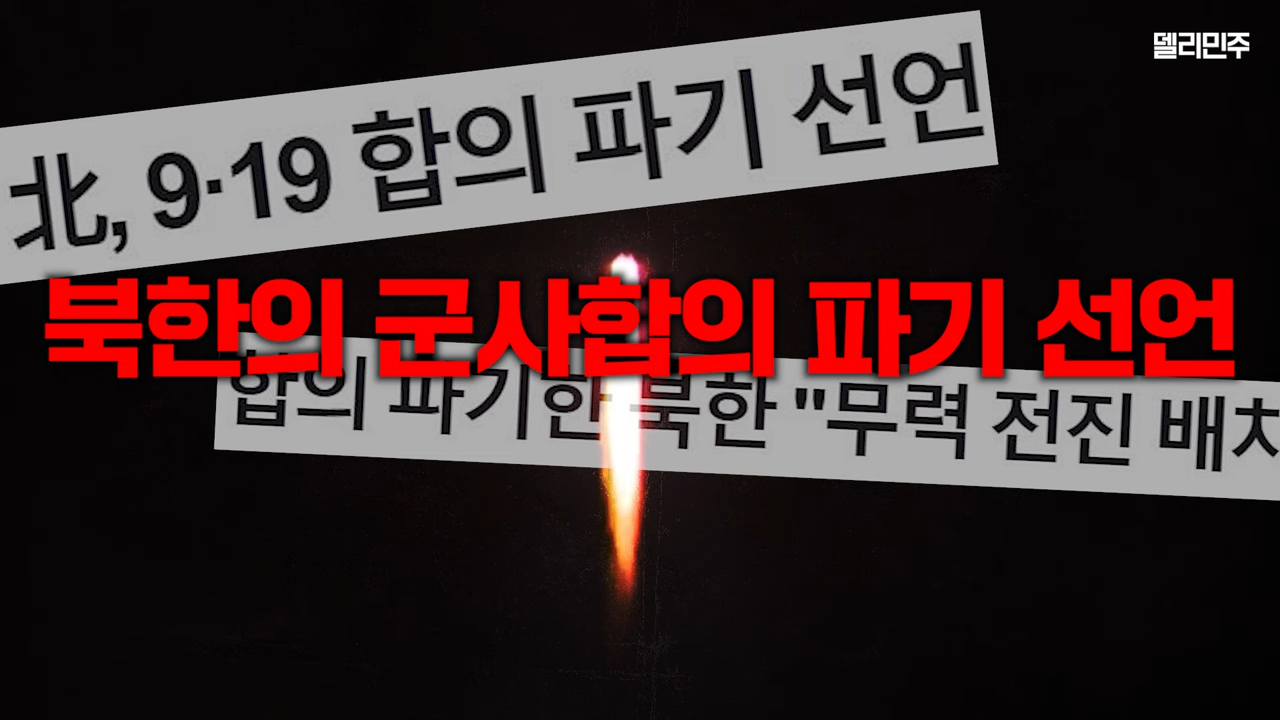 델리민주
北, 9·19 합의 파기 선언
북한의 군사합의 파기 선언
합의 파기한 북한 "무력 전진 배치